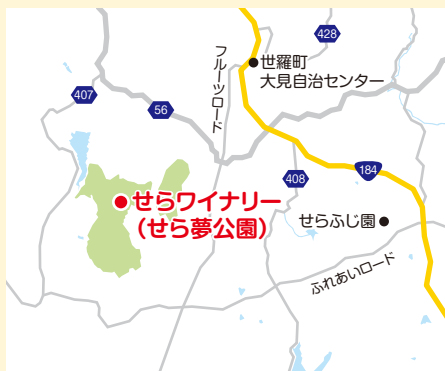 428
世羅町
大見自治センター
フルーツロード
407
56
408
184
せらワイナリー
(せら夢公園)
せらふじ園
ふれあいロード